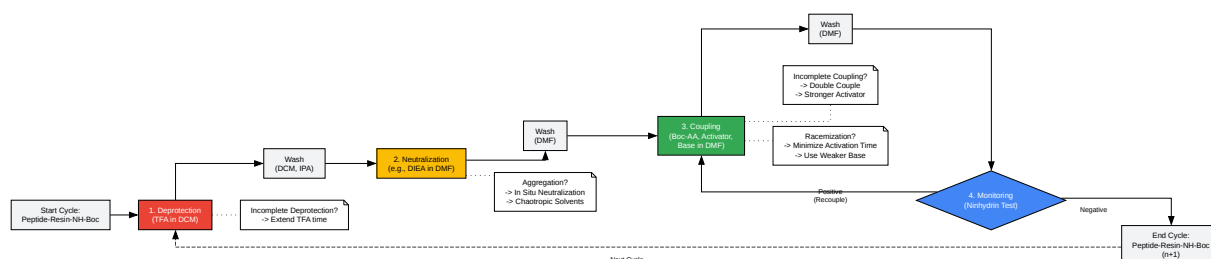 Wash
(DMF)
Incomplete Coupling?
-> Double Couple
-> Stronger Activator
3. Coupling
(Boc-AA, Activator,
Base in DMF)
Wash
(DMF)
Racemization?
-> Minimize Activation Time
-> Use Weaker Base
Wash
(DCM, IPA)
2. Neutralization
(e.g., DIEA in DMF)
Aggregation?
-> In Situ Neutralization
-> Chaotropic Solvents
Positive
(Recouple)
4. Monitoring
(Ninhydrin Test)
Negative
Start Cycle:
Peptide-Resin-NH-Boc
1. Deprotection
(TFA in DCM)
Incomplete Deprotection?
-> Extend TFA time
End Cycle:
Peptide-Resin-NH-Boc
(n+1)
Next Cycle